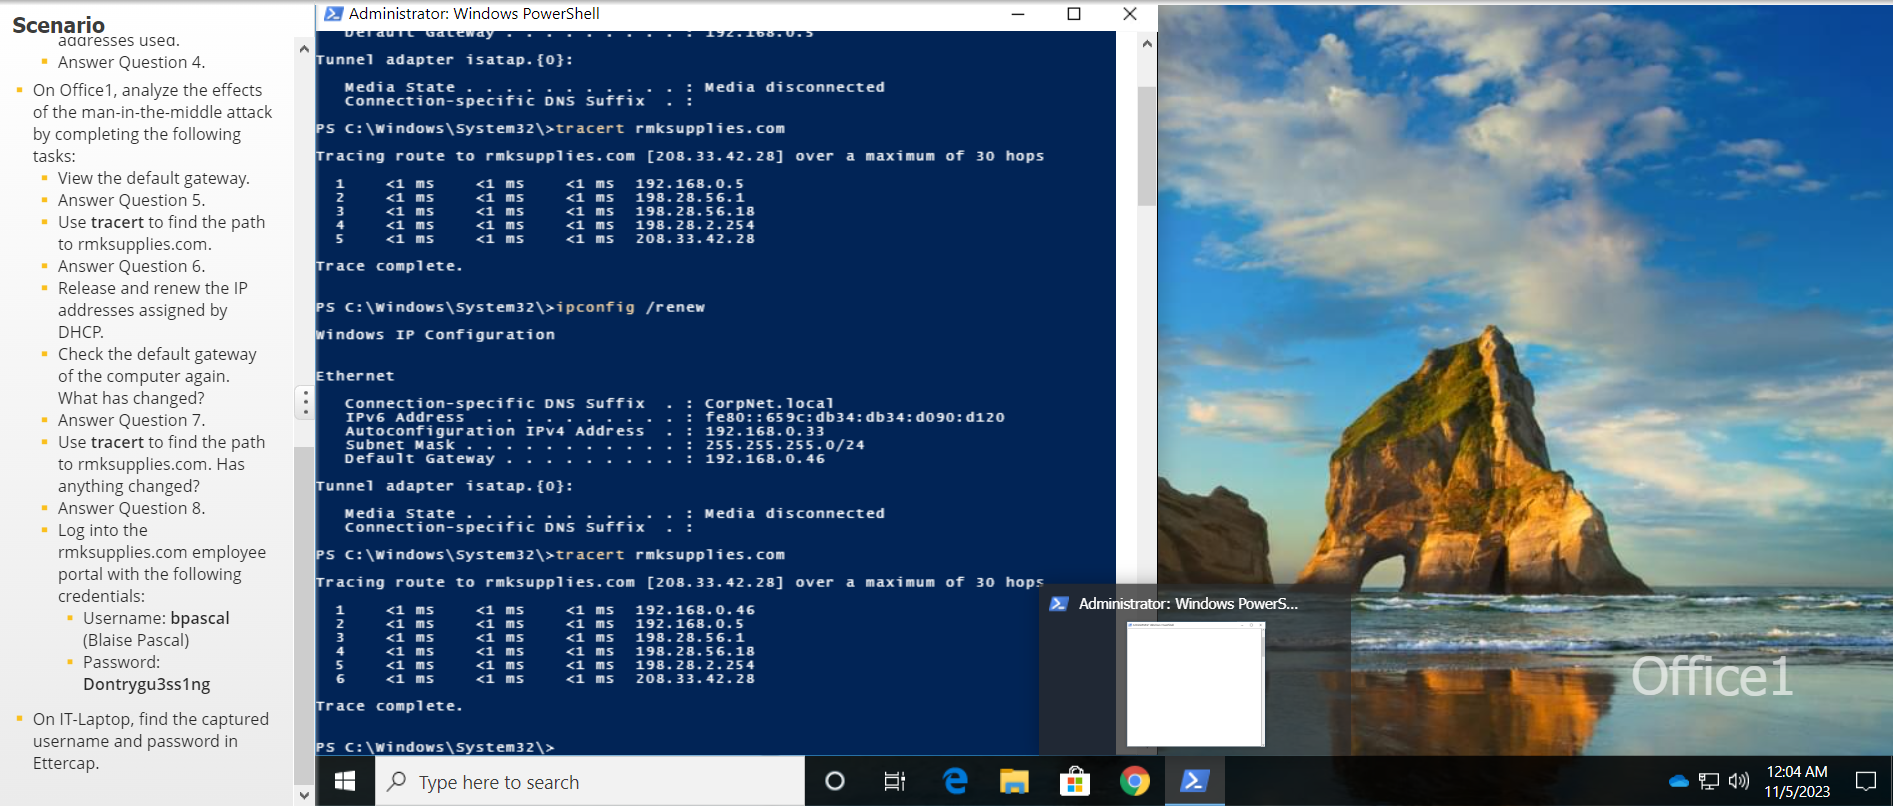 Scenario
addresses used.
Answer Question 4.
On Office1, analyze the effects
of the man-in-the-middle attack
by completing the following
tasks:
View the default gateway.
Answer Question 5.
Use tracert to find the path
to rmksupplies.com.
Answer Question 6.
Release and renew the IP
addresses assigned by
DHCP.
Check the default gateway
of the computer again.
What has changed?
Answer Question 7.
Use tracert to find the path
to rmksupplies.com. Has
anything changed?
Answer Question 8.
Log into the
rmksupplies.com employee
portal with the following
credentials:
Username: bpascal
(Blaise Pascal)
Password:
Dontrygu3ss1ng
On IT-Laptop, find the captured
username and password in
Ettercap.
Administrator: Windows PowerShell
Default Gateway . . . . . . . . . : 192.168.0.5
Tunnel adapter isatap.{0}:
Media State . . . . . . . . . . . : Media disconnected
Connection-specific DNS Suffix  . :
PS C:\Windows\System32\>tracert rmksupplies.com
Tracing route to rmksupplies.com [208.33.42.28] over a maximum of 30 hops
1 <1 ms <1 ms <1 ms 192.168.0.5
2 <1 ms <1 ms <1 ms 198.28.56.1
3 <1 ms <1 ms <1 ms 198.28.56.18
4 <1 ms <1 ms <1 ms 198.28.2.254
5 <1 ms <1 ms <1 ms 208.33.42.28
Trace complete.
PS C:\Windows\System32\>ipconfig /renew
Windows IP Configuration
Ethernet
Connection-specific DNS Suffix  . : CorpNet.local
IPv6 Address. . . . . . . . . . . : fe80::659c:db34:db34:d090:d120
Autoconfiguration IPv4 Address  . : 192.168.0.33
Subnet Mask . . . . . . . . . . . : 255.255.255.0/24
Default Gateway . . . . . . . . . : 192.168.0.46
Tunnel adapter isatap.{0}:
Media State . . . . . . . . . . . : Media disconnected
Connection-specific DNS Suffix  . :
PS C:\Windows\System32\>tracert rmksupplies.com
Tracing route to rmksupplies.com [208.33.42.28] over a maximum of 30 hops
1 <1 ms <1 ms <1 ms 192.168.0.46
2 <1 ms <1 ms <1 ms 192.168.0.5
3 <1 ms <1 ms <1 ms 198.28.56.1
4 <1 ms <1 ms <1 ms 198.28.56.18
5 <1 ms <1 ms <1 ms 198.28.2.254
6 <1 ms <1 ms <1 ms 208.33.42.28
Trace complete.
PS C:\Windows\System32\>
Administrator: Windows PowerS...
Office1
Type here to search
12:04 AM
11/5/2023